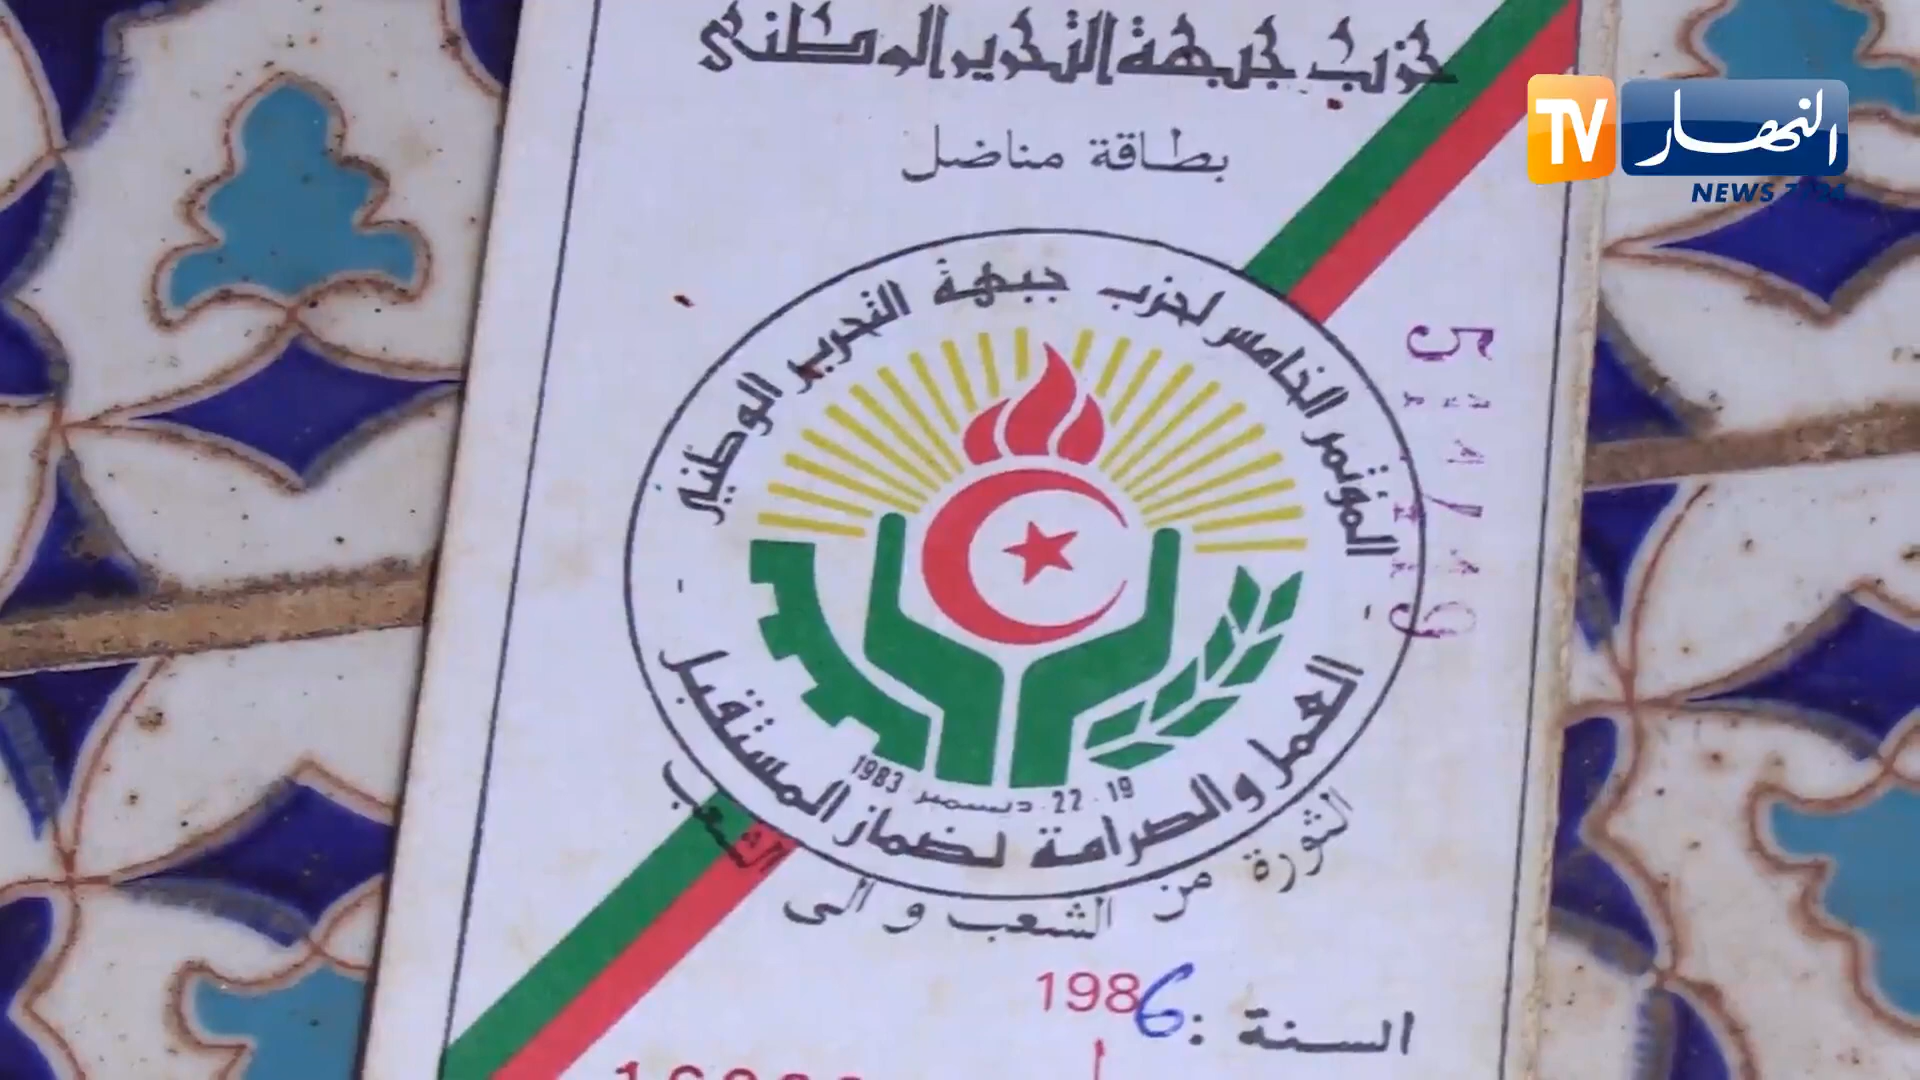 حزب جبهة التحرير الوطني
بطاقة مناضل
المؤتمر الخامس لحزب جبهة التحرير الوطني
19 . 22 ديسمبر 1983
العمل والصرامة لضمان المستقبل
الثورة من الشعب والى الشعب
السنة : 1986
TV النهار
NEWS